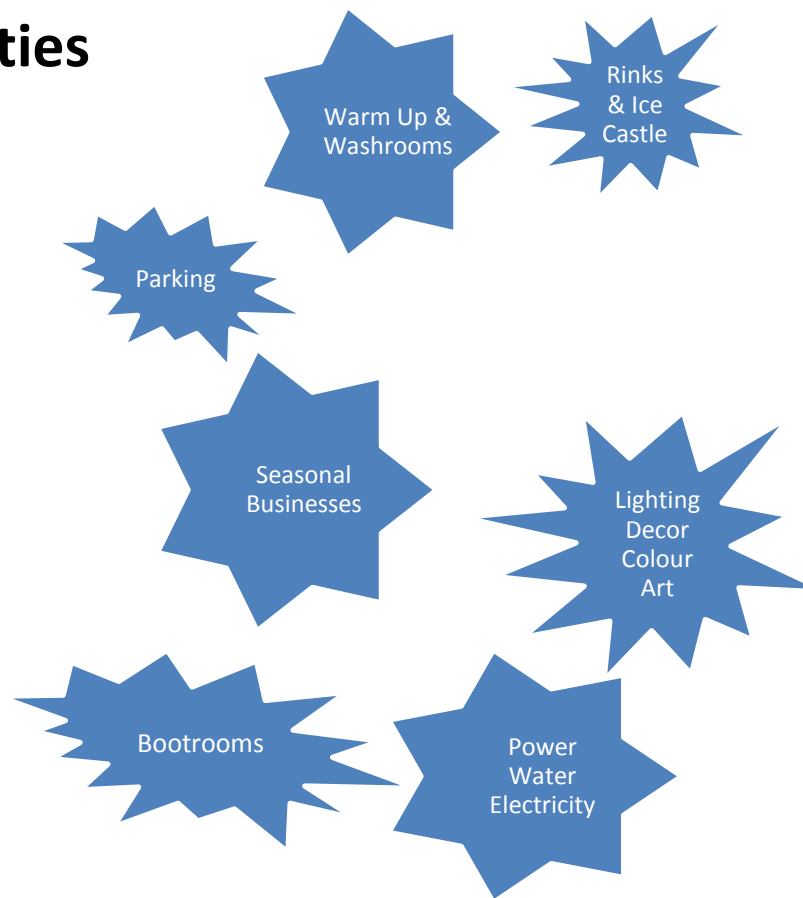 ties
Warm Up &
Washrooms
Rinks
& Ice
Castle
Parking
Seasonal
Businesses
Lighting
Decor
Colour
Art
Bootrooms
Power
Water
Electricity